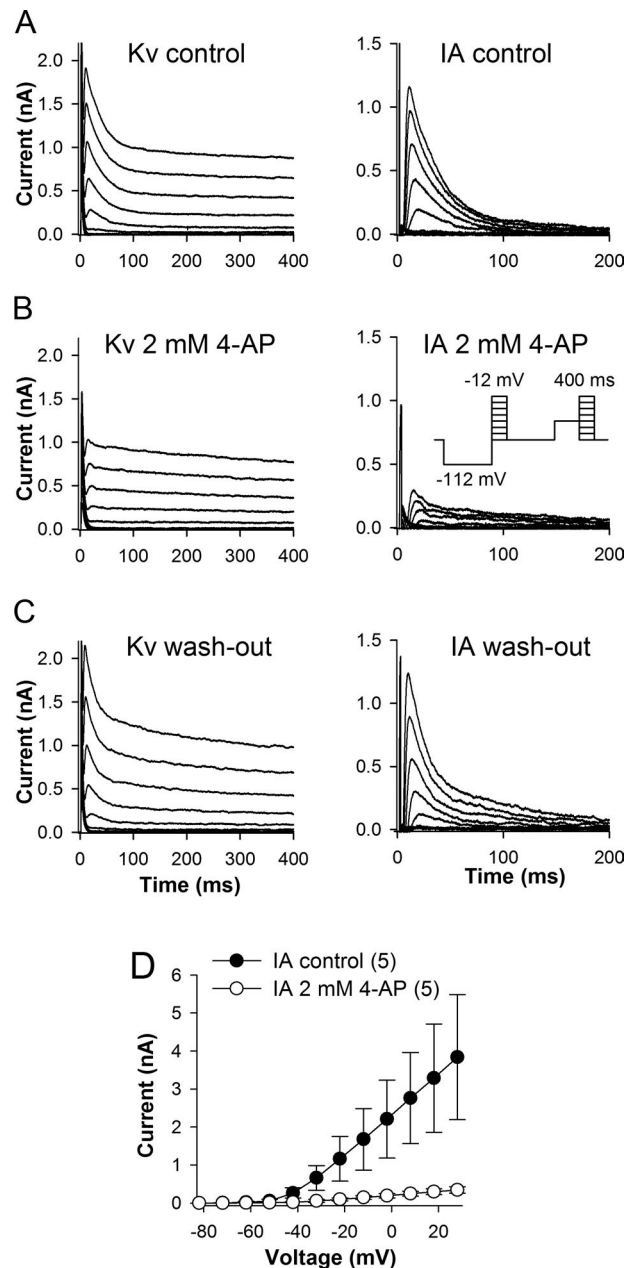 A
Kv control
IA control
Current (nA)
2.0
1.5
1.0
0.5
0.0
0 100 200 300 400
1.5
1.0
0.5
0.0
0 100 200
B
Kv 2 mM 4-AP
IA 2 mM 4-AP
Current (nA)
2.0
1.5
1.0
0.5
0.0
0 100 200 300 400
1.5
1.0
0.5
0.0
0 100 200
-12 mV 400 ms
-112 mV
C
Kv wash-out
IA wash-out
Current (nA)
2.0
1.5
1.0
0.5
0.0
0 100 200 300 400
Time (ms)
1.5
1.0
0.5
0.0
0 100 200
Time (ms)
D
IA control (5)
IA 2 mM 4-AP (5)
Current (nA)
6
5
4
3
2
1
0
-80 -60 -40 -20 0 20
Voltage (mV)